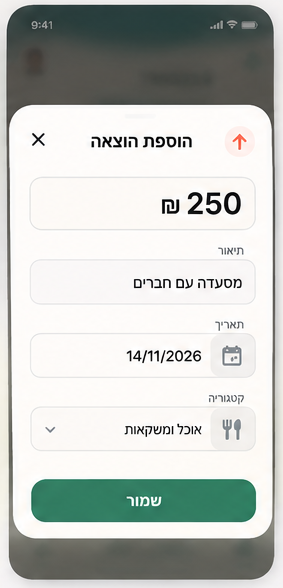 9:41
הוספת הוצאה
250 ₪
תיאור
מסעדה עם חברים
תאריך
14/11/2026
קטגוריה
אוכל ומשקאות
שמור